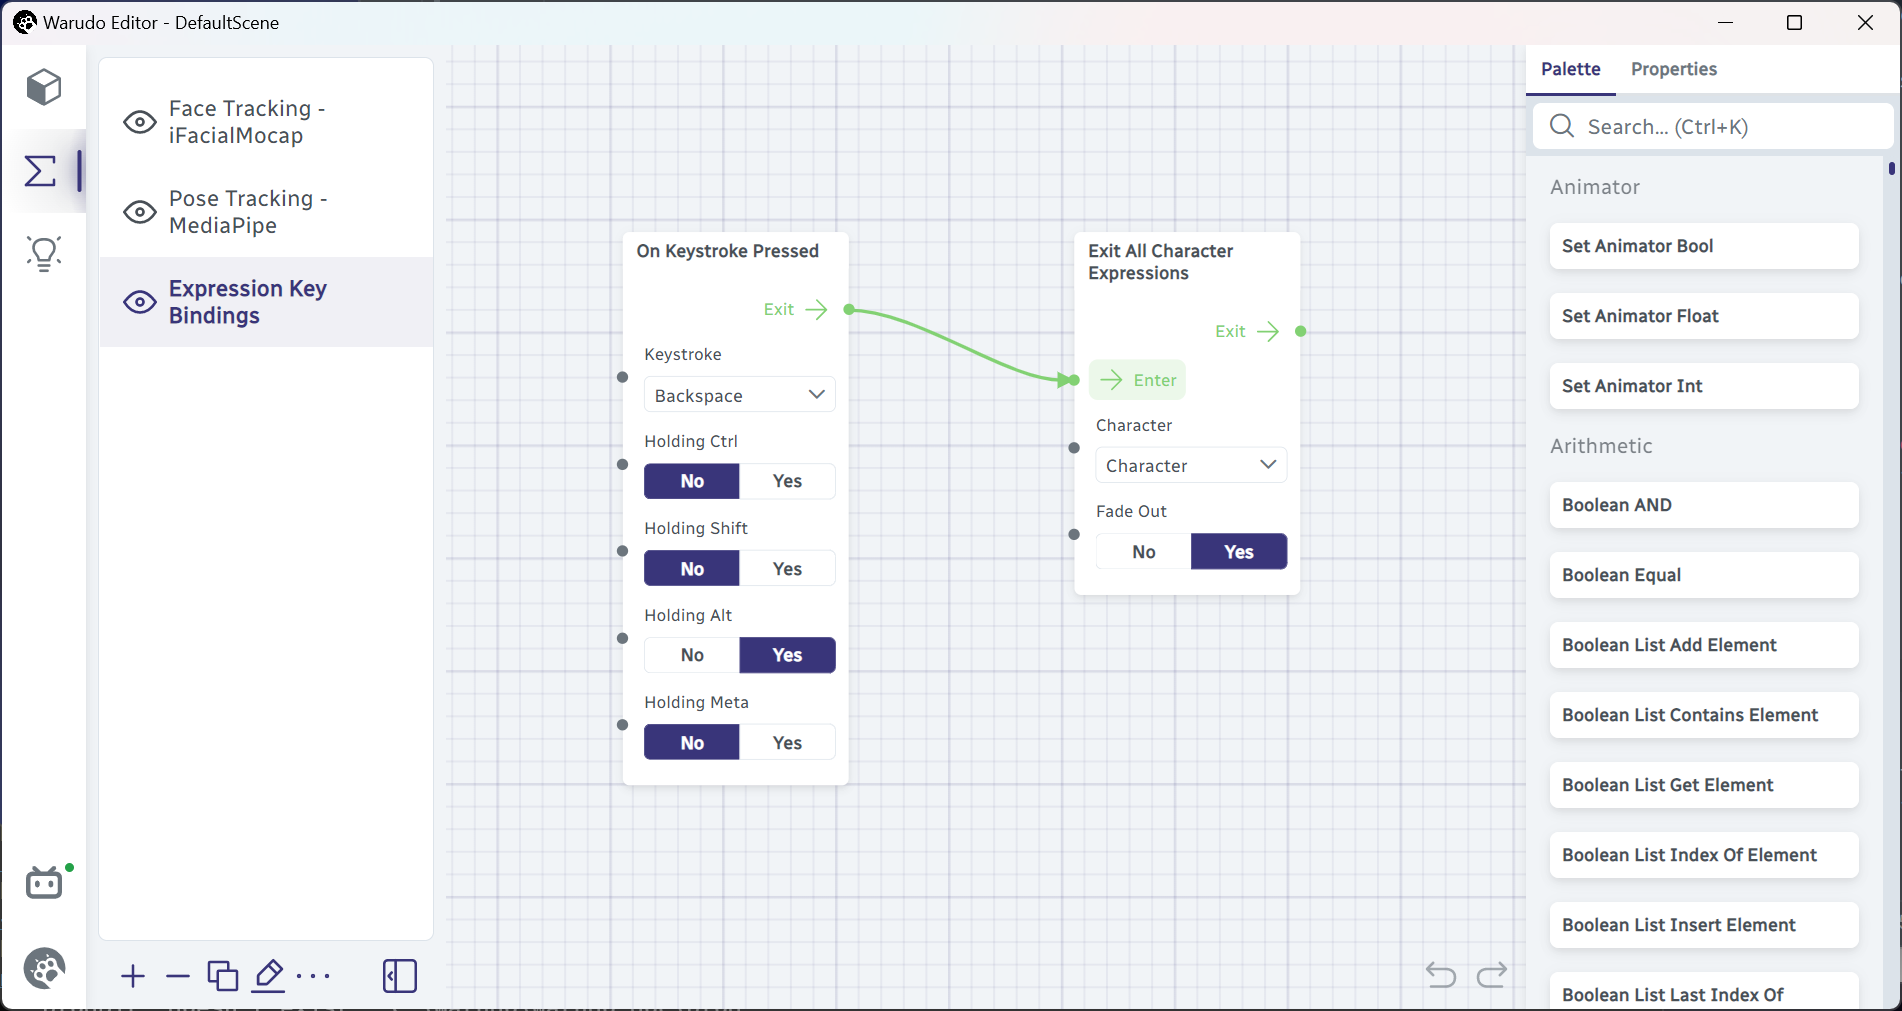 Warudo Editor - DefaultScene
Face Tracking -
iFacialMocap
Pose Tracking -
MediaPipe
Expression Key
Bindings
On Keystroke Pressed
Exit
Keystroke
Backspace
Holding Ctrl
No Yes
Holding Shift
No Yes
Holding Alt
No Yes
Holding Meta
No Yes
Exit All Character
Expressions
Exit
Enter
Character
Character
Fade Out
No Yes
Palette Properties
Search... (Ctrl+K)
Animator
Set Animator Bool
Set Animator Float
Set Animator Int
Arithmetic
Boolean AND
Boolean Equal
Boolean List Add Element
Boolean List Contains Element
Boolean List Get Element
Boolean List Index Of Element
Boolean List Insert Element
Boolean List Last Index Of